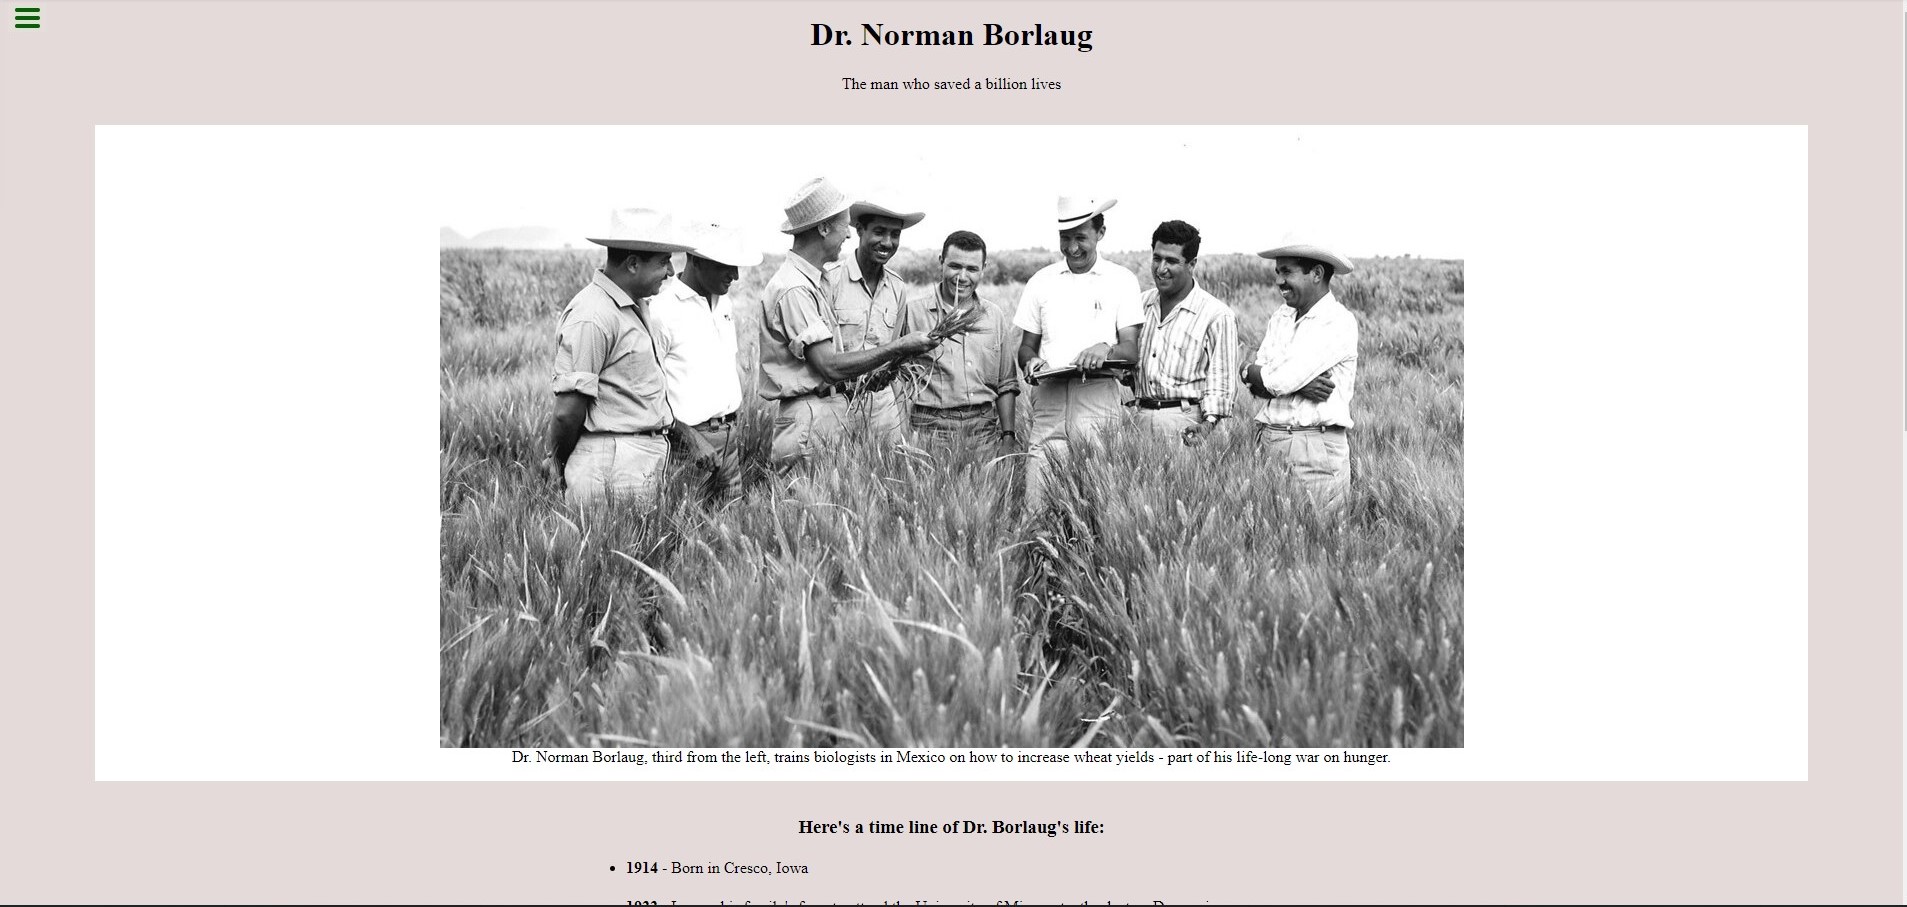 Dr. Norman Borlaug
The man who saved a billion lives
Dr. Norman Borlaug, third from the left, trains biologists in Mexico on how to increase wheat yields - part of his life-long war on hunger.
Here's a time line of Dr. Borlaug's life:
• 1914 - Born in Cresco, Iowa